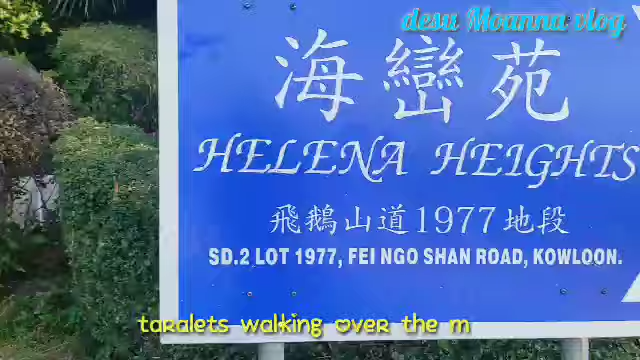 desu Moanna vlog
海巒苑
HELENA HEIGHTS
飛鵝山道1977地段
SD.2 LOT 1977, FEI NGO SHAN ROAD, KOWLOON.
taralets walking over the m